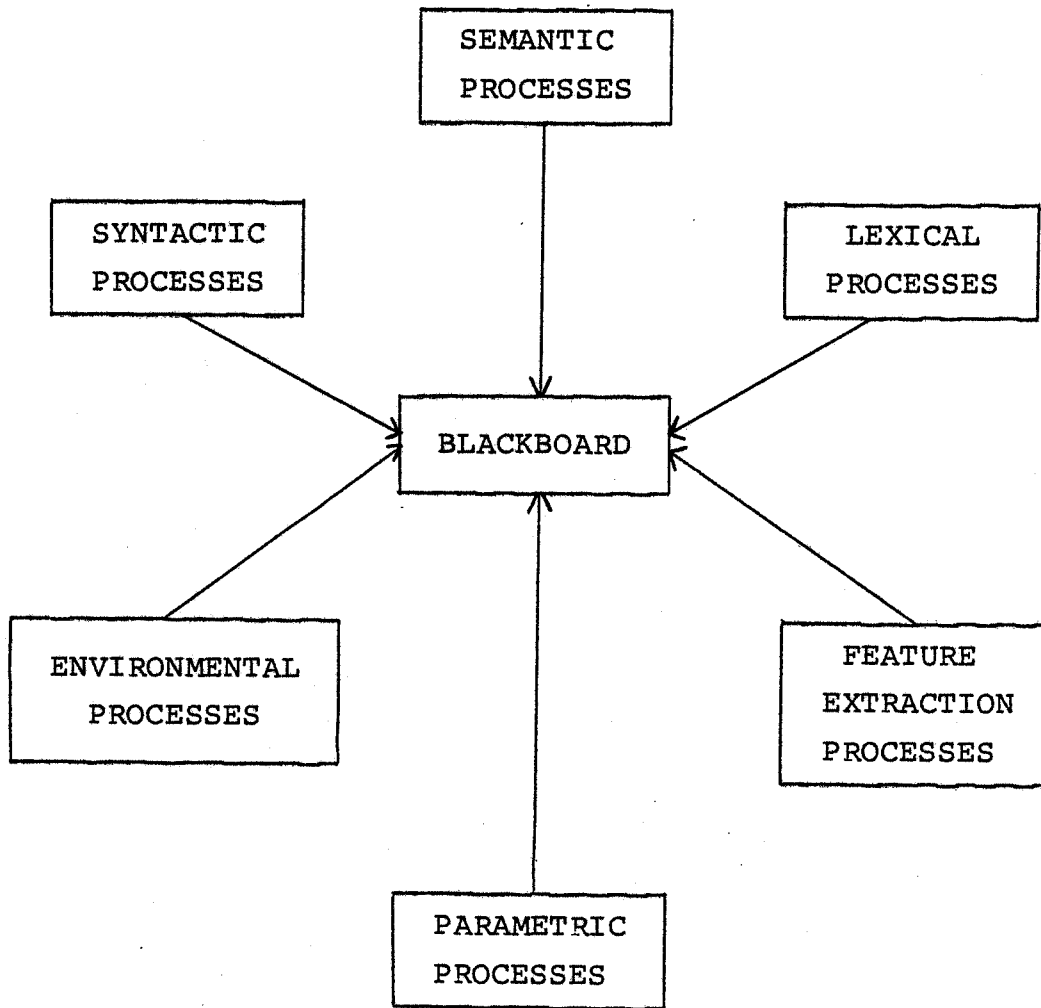 SEMANTIC
PROCESSES
SYNTACTIC
PROCESSES
LEXICAL
PROCESSES
BLACKBOARD
ENVIRONMENTAL
PROCESSES
FEATURE
EXTRACTION
PROCESSES
PARAMETRIC
PROCESSES